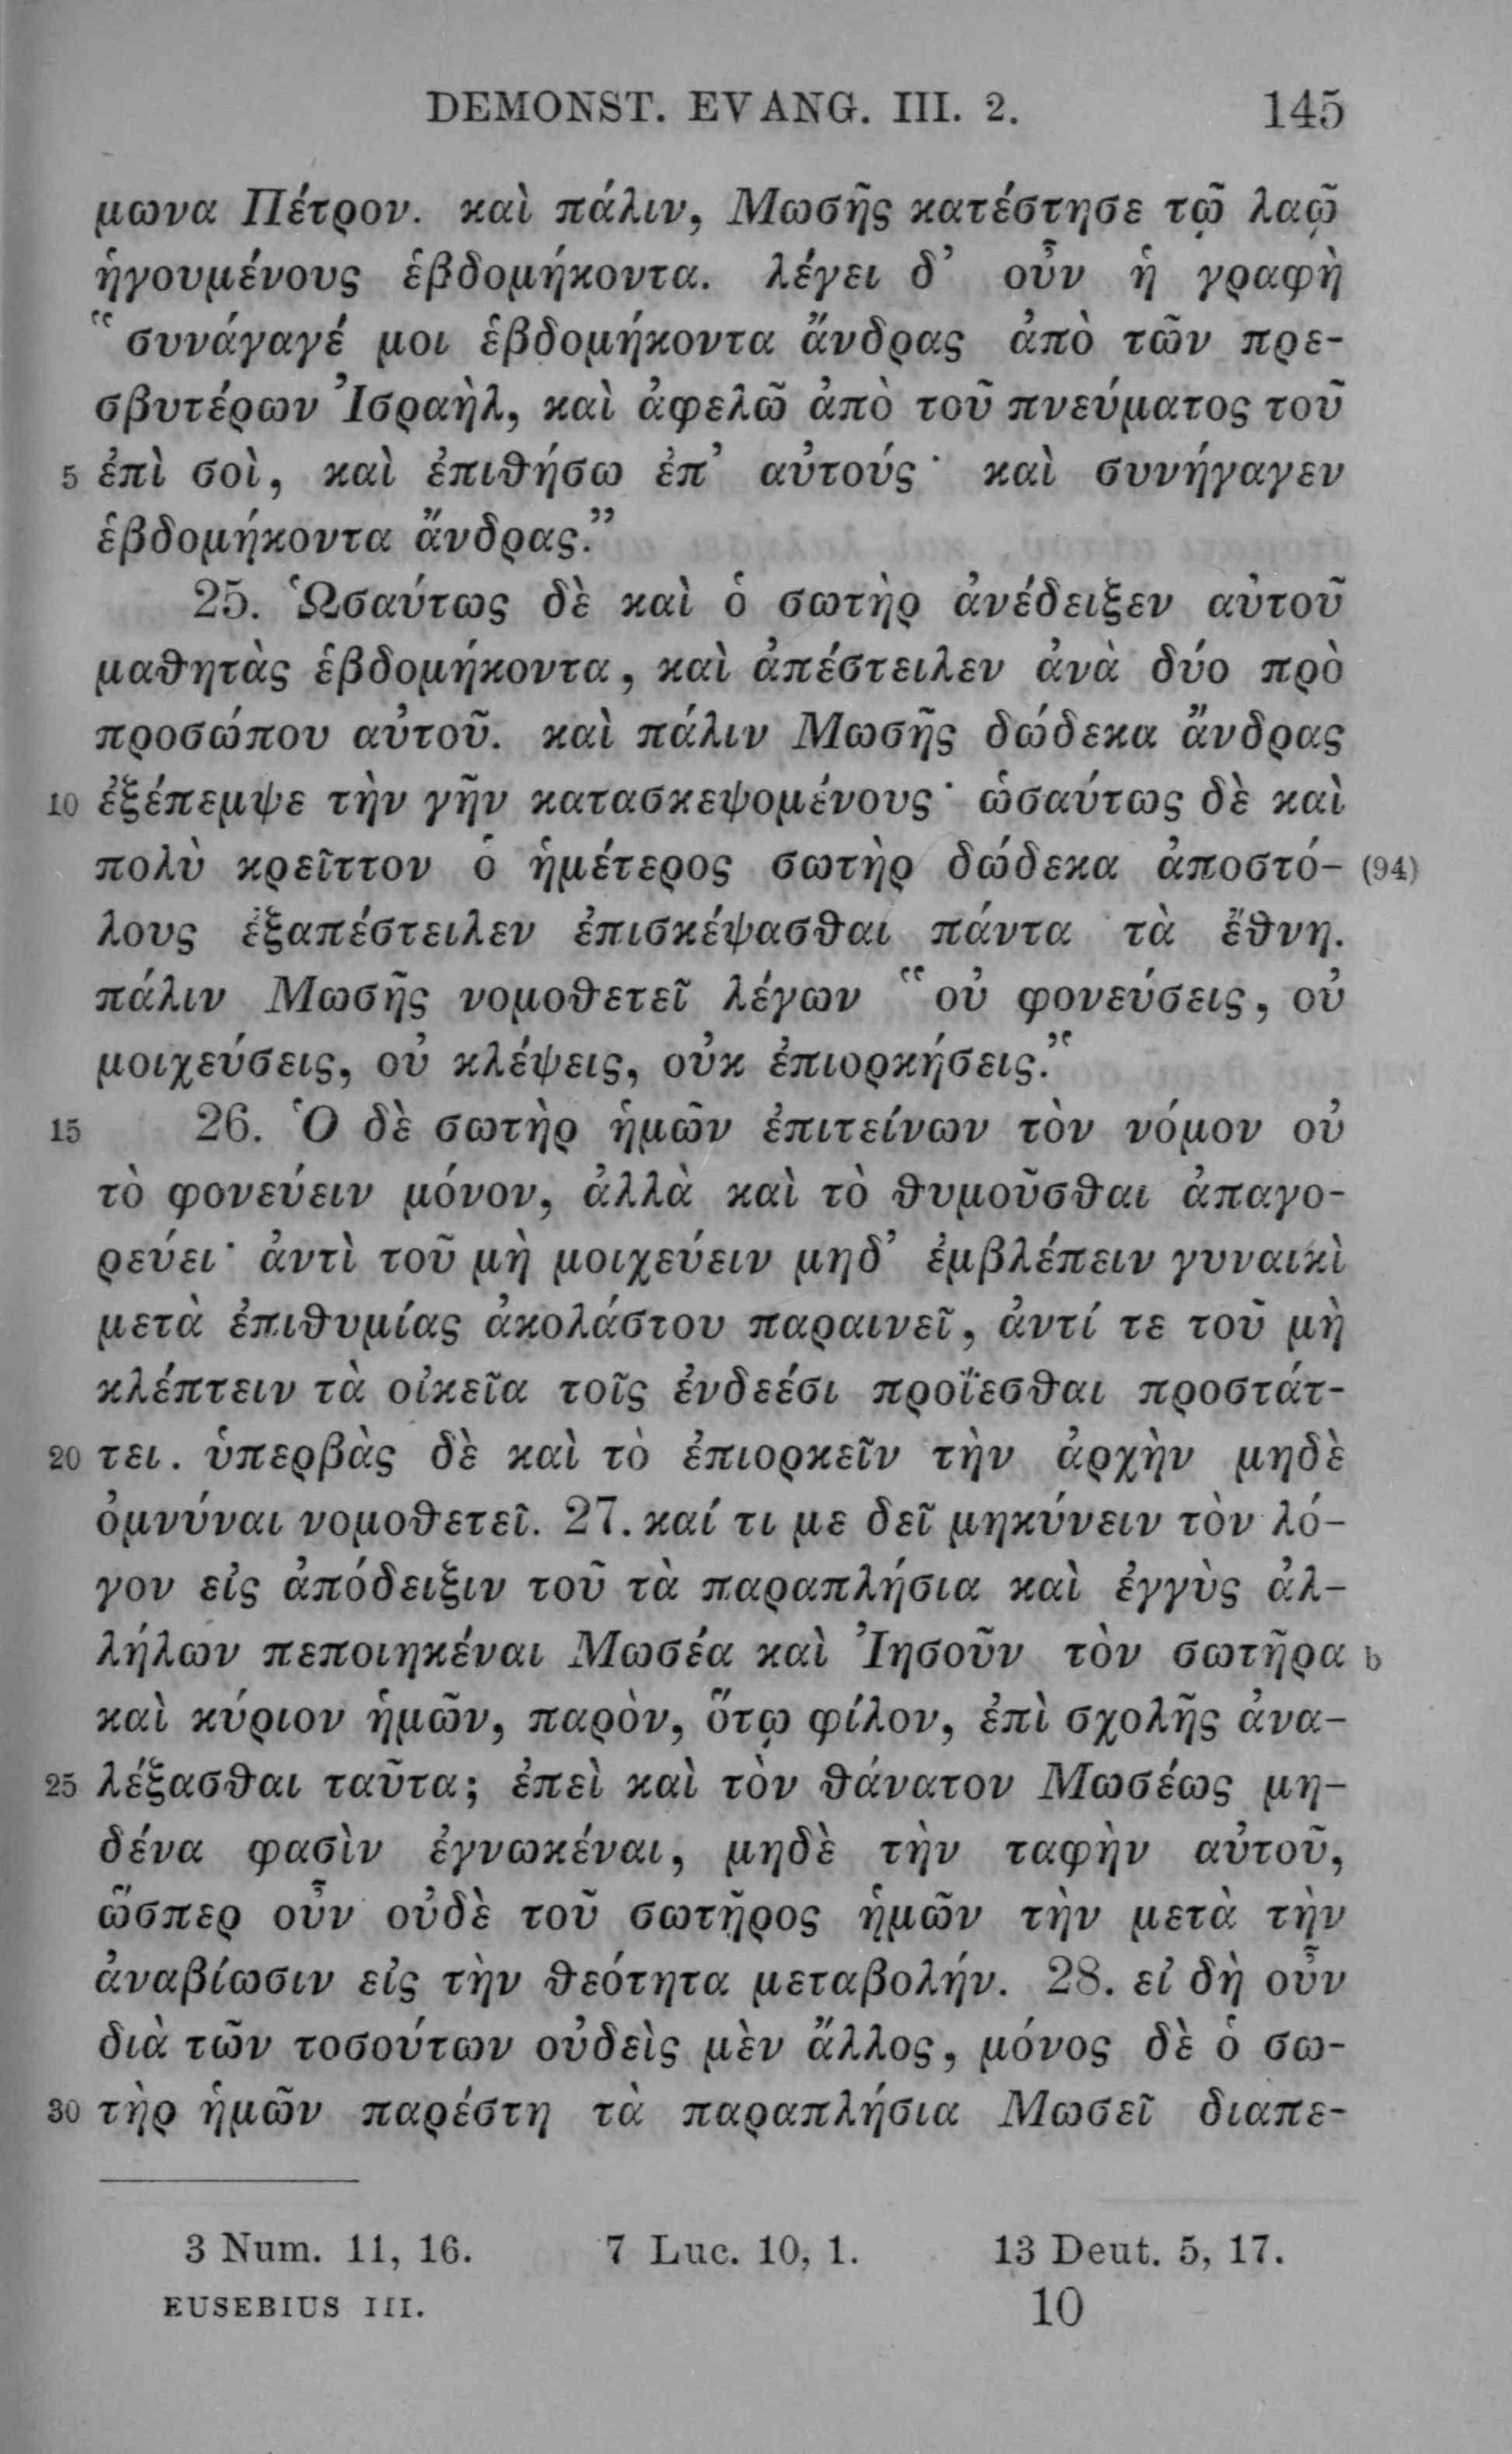 DEMONST. EVANG. III. 2. 145
μωνα Πέτρον. καὶ πάλιν, Μωσῆς κατέστησε τῷ λαῷ
ἡγουμένους ἑβδομήκοντα. λέγει δ’ οὖν ἡ γραφὴ
“συνάγαγέ μοι ἑβδομήκοντα ἄνδρας ἀπὸ τῶν πρε-
σβυτέρων Ἰσραὴλ, καὶ ἀφελῶ ἀπὸ τοῦ πνεύματος τοῦ
5 ἐπὶ σοὶ, καὶ ἐπιθήσω ἐπ’ αὐτούς· καὶ συνήγαγεν
ἑβδομήκοντα ἄνδρας.”
25. Ὡσαύτως δὲ καὶ ὁ σωτὴρ ἀνέδειξεν αὐτοῦ
μαθητὰς ἑβδομήκοντα, καὶ ἀπέστειλεν ἀνὰ δύο πρὸ
προσώπου αὐτοῦ. καὶ πάλιν Μωσῆς δώδεκα ἄνδρας
10 ἐξέπεμψε τὴν γῆν κατασκεψομένους· ὡσαύτως δὲ καὶ
πολὺ κρεῖττον ὁ ἡμέτερος σωτὴρ δώδεκα ἀποστό- (94)
λους ἐξαπέστειλεν ἐπισκέψασθαι πάντα τὰ ἔθνη.
πάλιν Μωσῆς νομοθετεῖ λέγων “οὐ φονεύσεις, οὐ
μοιχεύσεις, οὐ κλέψεις, οὐκ ἐπιορκήσεις.”
15 26. Ὁ δὲ σωτὴρ ἡμῶν ἐπιτείνων τὸν νόμον οὐ
τὸ φονεύειν μόνον, ἀλλὰ καὶ τὸ θυμοῦσθαι ἀπαγο-
ρεύει· ἀντὶ τοῦ μὴ μοιχεύειν μηδ’ ἐμβλέπειν γυναικὶ
μετὰ ἐπιθυμίας ἀκολάστου παραινεῖ, ἀντί τε τοῦ μὴ
κλέπτειν τὰ οἰκεῖα τοῖς ἐνδεέσι προΐεσθαι προστάτ-
20 τει. ὑπερβὰς δὲ καὶ τὸ ἐπιορκεῖν τὴν ἀρχὴν μηδὲ
ὀμνύναι νομοθετεῖ. 27. καί τι με δεῖ μηκύνειν τὸν λό-
γον εἰς ἀπόδειξιν τοῦ τὰ παραπλήσια καὶ ἐγγὺς ἀλ-
λήλων πεποιηκέναι Μωσέα καὶ Ἰησοῦν τὸν σωτῆρα b
καὶ κύριον ἡμῶν, παρὸν, ὅτῳ φίλον, ἐπὶ σχολῆς ἀνα-
25 λέξασθαι ταῦτα; ἐπεὶ καὶ τὸν θάνατον Μωσέως μη-
δένα φασὶν ἐγνωκέναι, μηδὲ τὴν ταφὴν αὐτοῦ,
ὥσπερ οὖν οὐδὲ τοῦ σωτῆρος ἡμῶν τὴν μετὰ τὴν
ἀναβίωσιν εἰς τὴν θεότητα μεταβολήν. 28. εἰ δὴ οὖν
διὰ τῶν τοσούτων οὐδεὶς μὲν ἄλλος, μόνος δὲ ὁ σω-
30 τὴρ ἡμῶν παρέστη τὰ παραπλήσια Μωσεῖ διαπε-
3 Num. 11, 16. 7 Luc. 10, 1. 13 Deut. 5, 17.
EUSEBIUS III. 10